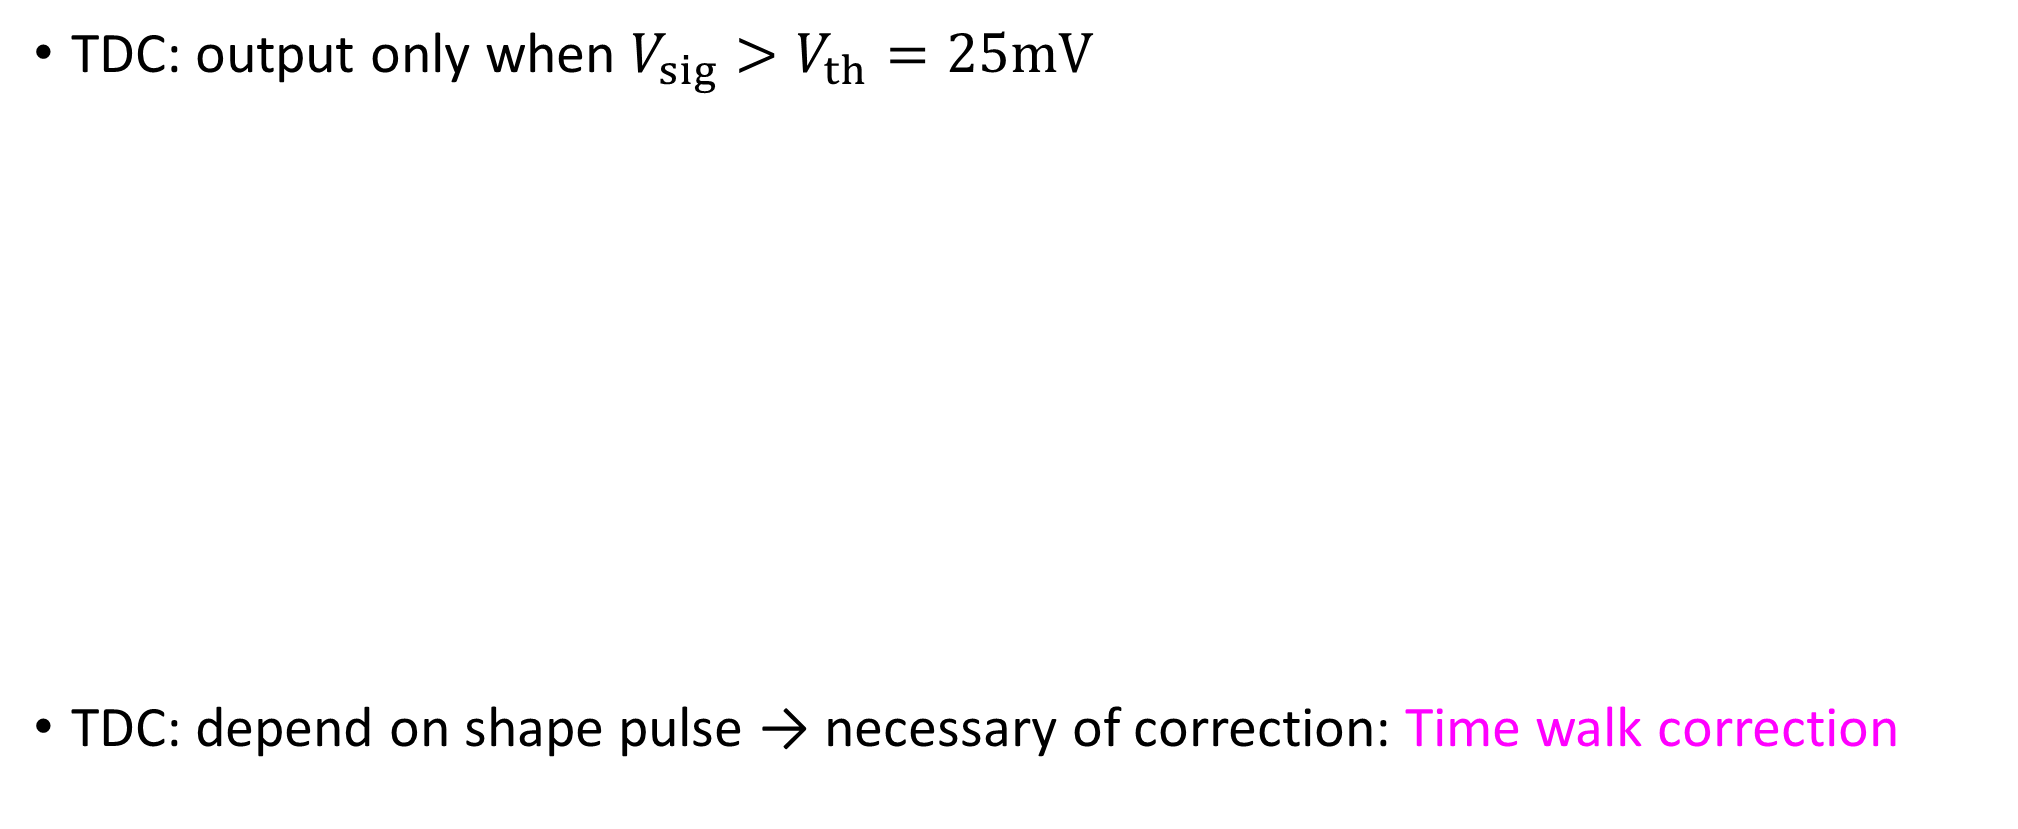 • TDC: output only when V_sig > V_th = 25mV
• TDC: depend on shape pulse → necessary of correction: Time walk correction